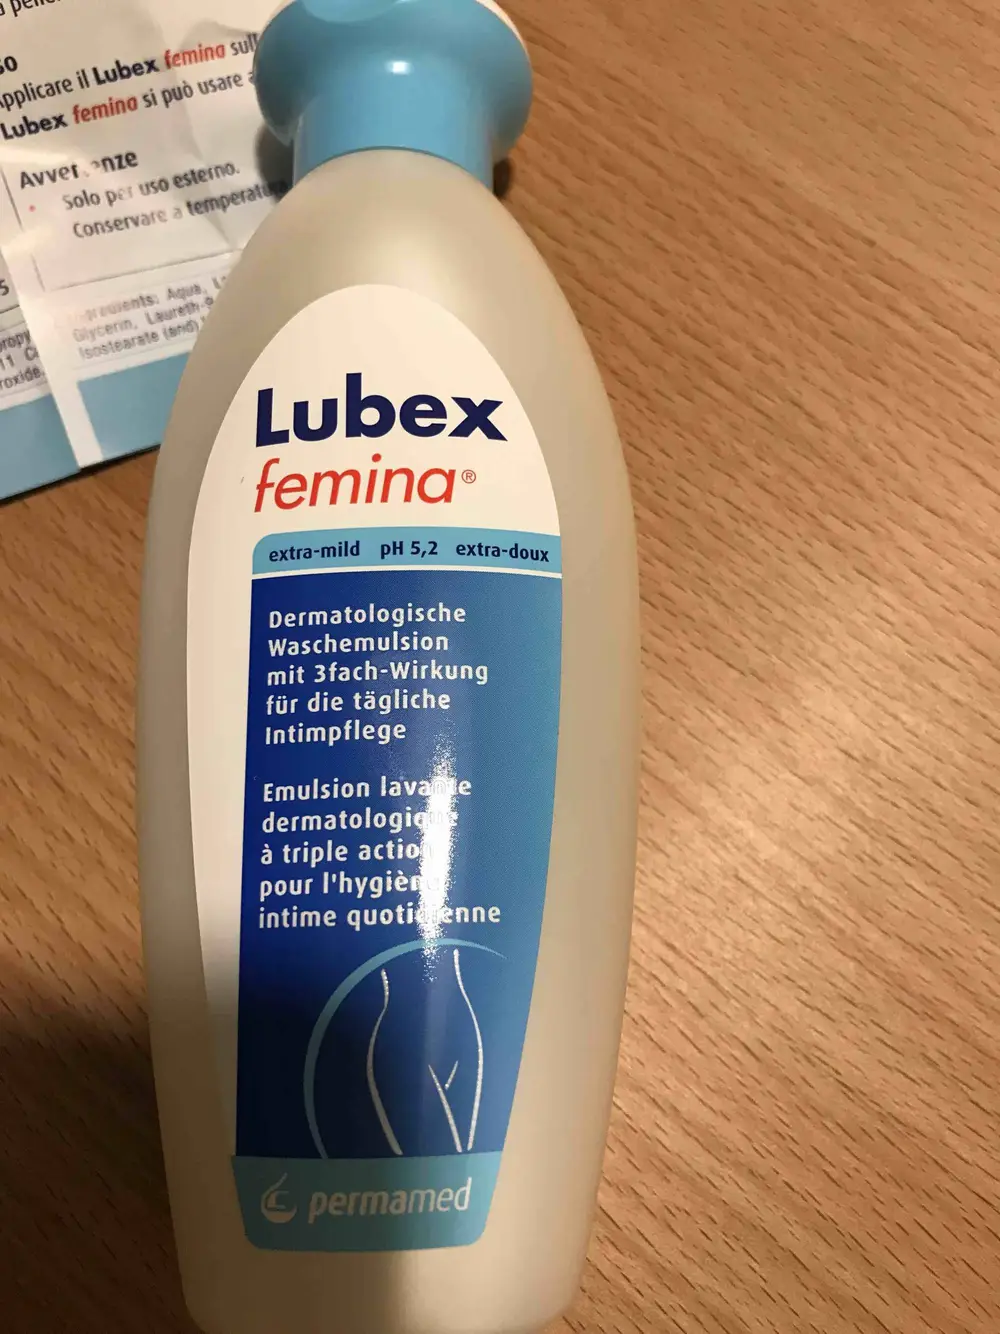 applicare il Lubex femina
Lubex femina si può usare
Solo per uso esterno.
Conservare a temperatura
Aqua,
Glycerin, Laureth-9
Isostearate (and)
Lubex
femina®
extra-mild pH 5,2 extra-doux
Dermatologische
Waschemulsion
mit 3fach-Wirkung
für die tägliche
Intimpflege
Emulsion lavante
dermatologique
à triple action
pour l'hygiène
intime quotidienne
permamed